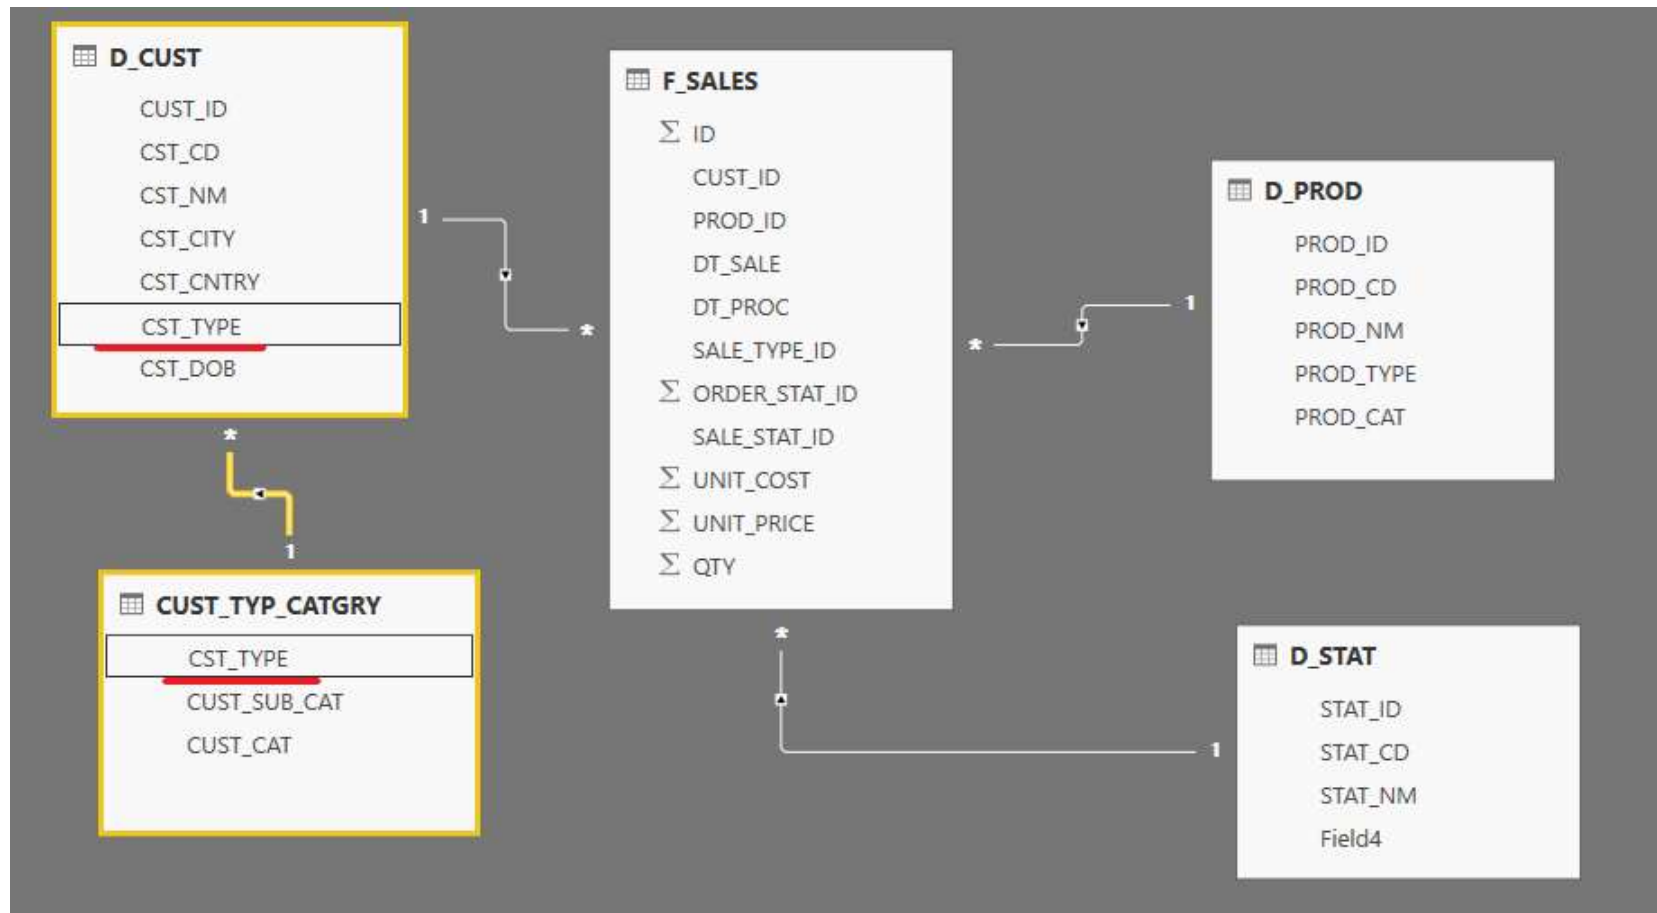 D_CUST
CUST_ID
CST_CD
CST_NM
CST_CITY
CST_CNTRY
CST_TYPE
CST_DOB
1
*
*
1
CUST_TYP_CATGRY
CST_TYPE
CUST_SUB_CAT
CUST_CAT
F_SALES
Σ ID
CUST_ID
PROD_ID
DT_SALE
DT_PROC
SALE_TYPE_ID
Σ ORDER_STAT_ID
SALE_STAT_ID
Σ UNIT_COST
Σ UNIT_PRICE
Σ QTY
*
1
*
1
D_PROD
PROD_ID
PROD_CD
PROD_NM
PROD_TYPE
PROD_CAT
D_STAT
STAT_ID
STAT_CD
STAT_NM
Field4